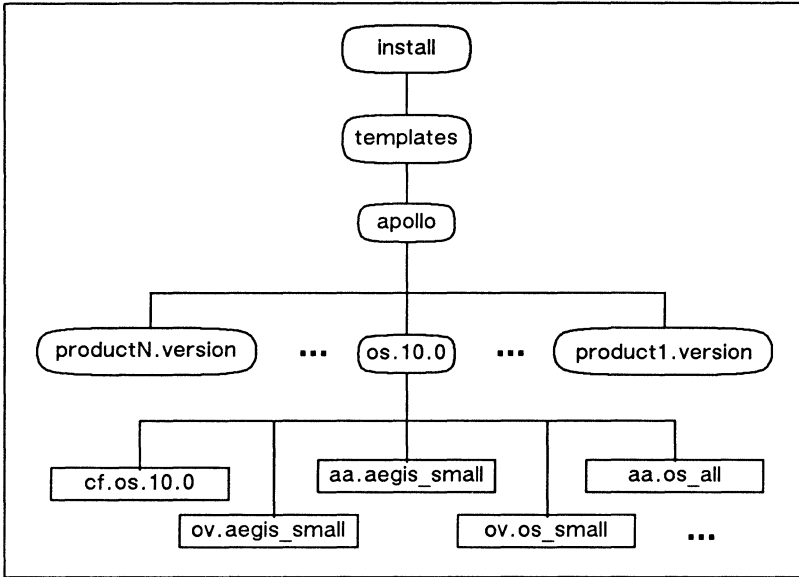 install
templates
apollo
productN.version ... os.10.0 ... product1.version
cf.os.10.0 aa.aegis_small aa.os_all
ov.aegis_small ov.os_small ...